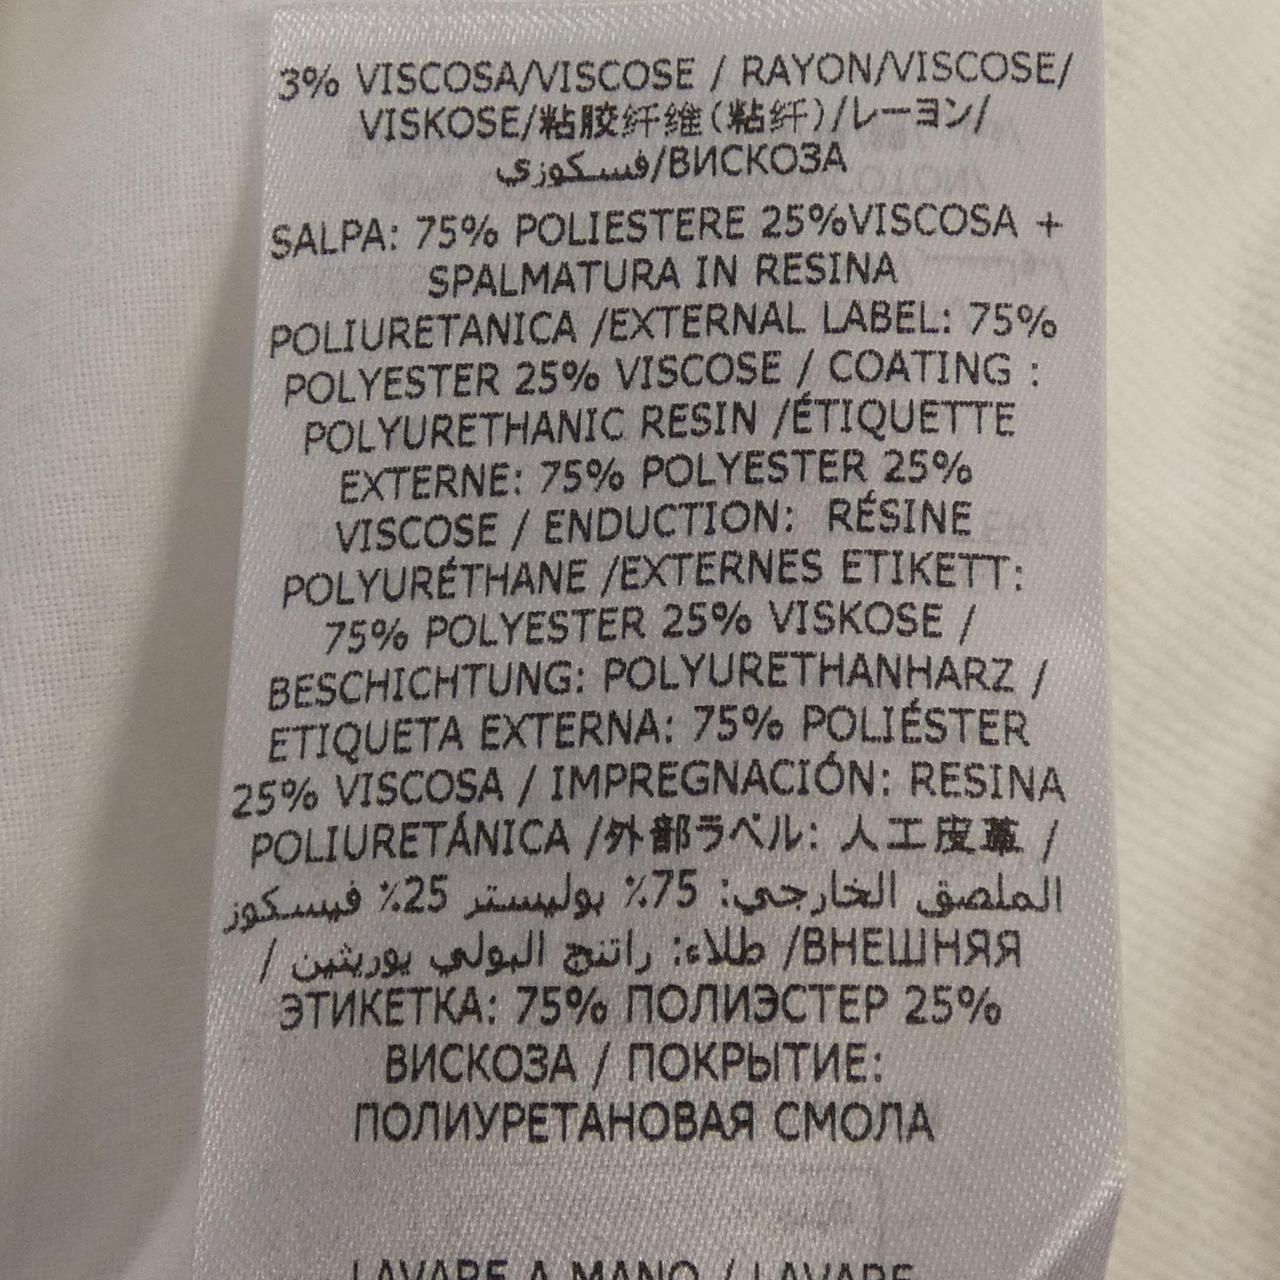 3% VISCOSA/VISCOSE / RAYON/VISCOSE/
VISKOSE/粘胶纤维(粘纤)/レーヨン/
فسكوزي/ВИСКОЗА
SALPA: 75% POLIESTERE 25%VISCOSA +
SPALMATURA IN RESINA
POLIURETANICA /EXTERNAL LABEL: 75%
POLYESTER 25% VISCOSE / COATING :
POLYURETHANIC RESIN /ÉTIQUETTE
EXTERNE: 75% POLYESTER 25%
VISCOSE / ENDUCTION: RÉSINE
POLYURÉTHANE /EXTERNES ETIKETT:
75% POLYESTER 25% VISKOSE /
BESCHICHTUNG: POLYURETHANHARZ /
ETIQUETA EXTERNA: 75% POLIÉSTER
25% VISCOSA / IMPREGNACIÓN: RESINA
POLIURETÁNICA /外部ラベル: 人工皮革 /
الملصق الخارجي: 75٪ بوليستر 25٪ فيسكوز
/ طلاء: راتنج البولي يوريثين /ВНЕШНЯЯ
ЭТИКЕТКА: 75% ПОЛИЭСТЕР 25%
ВИСКОЗА / ПОКРЫТИЕ:
ПОЛИУРЕТАНОВАЯ СМОЛА
LAVARE A MANO / LAVARE